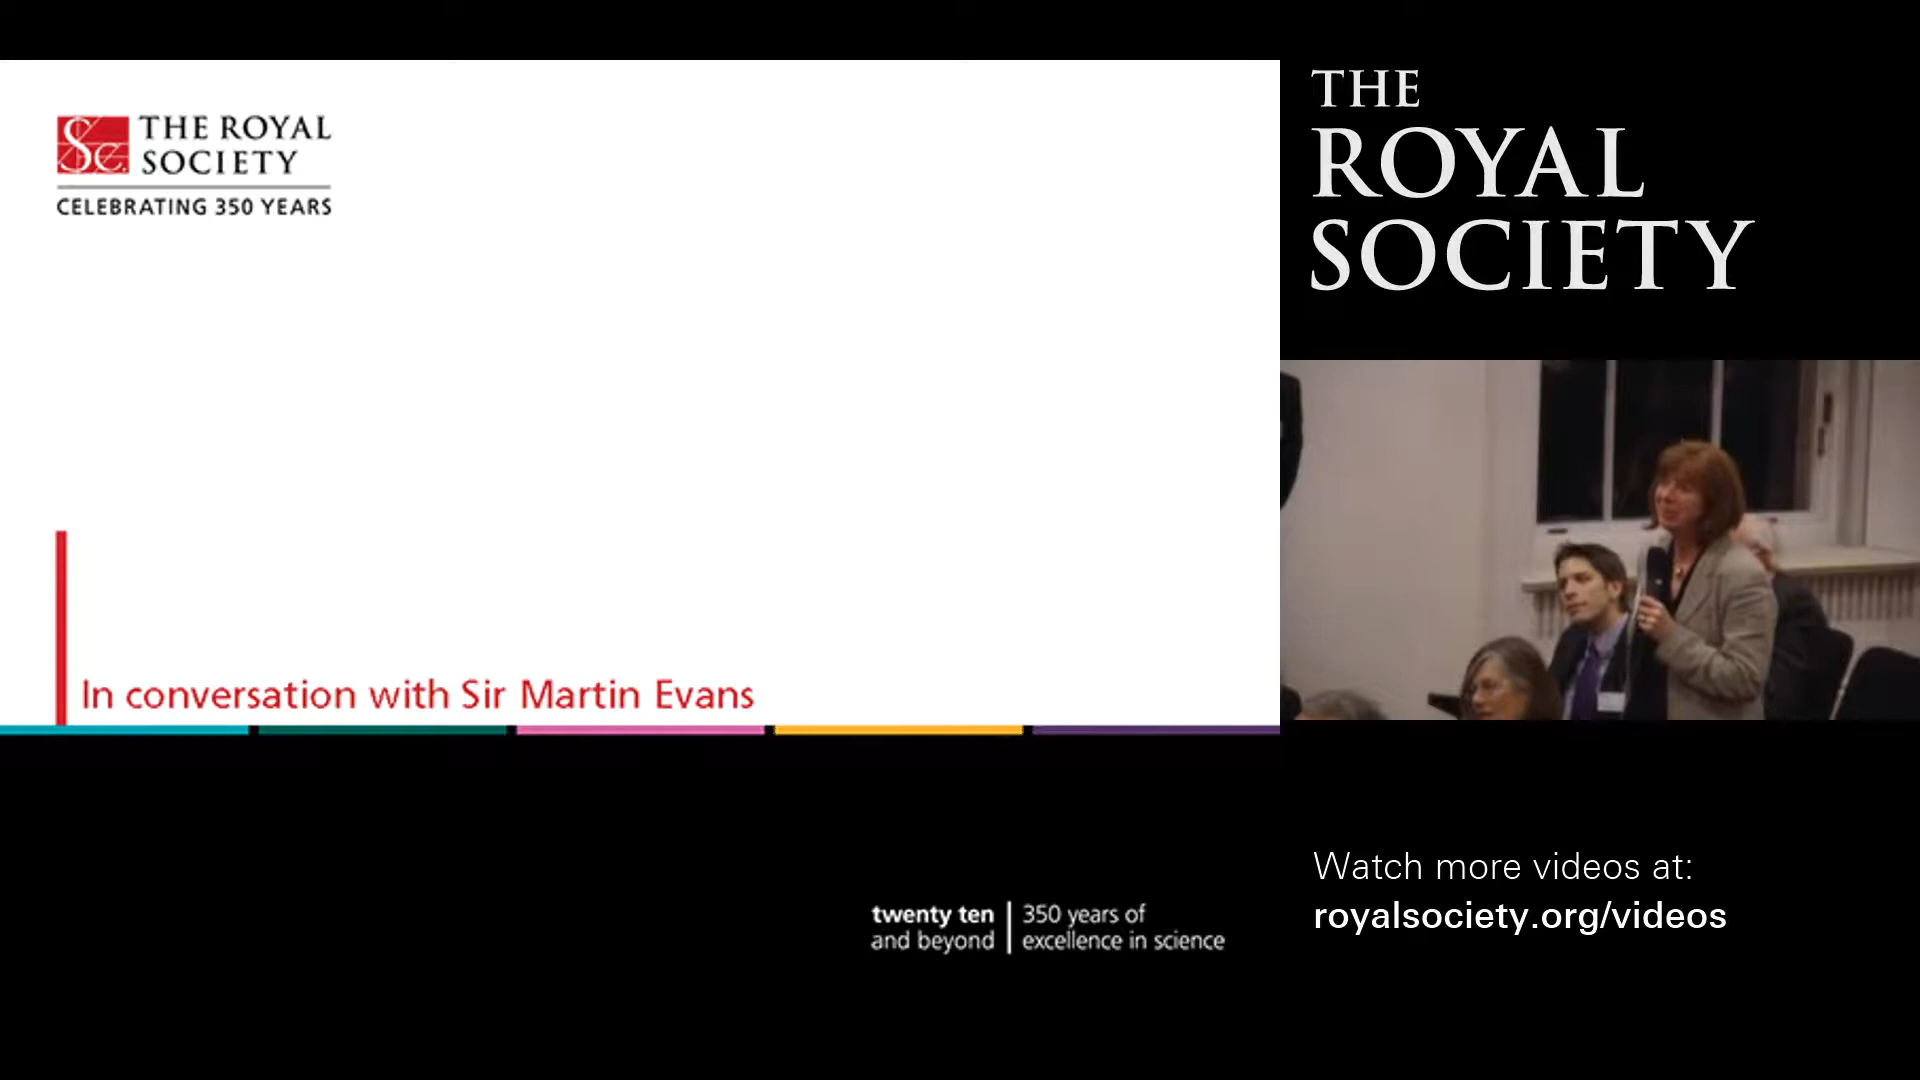 THE ROYAL
SOCIETY
CELEBRATING 350 YEARS
In conversation with Sir Martin Evans
twenty ten
and beyond
350 years of
excellence in science
THE
ROYAL
SOCIETY
Watch more videos at:
royalsociety.org/videos